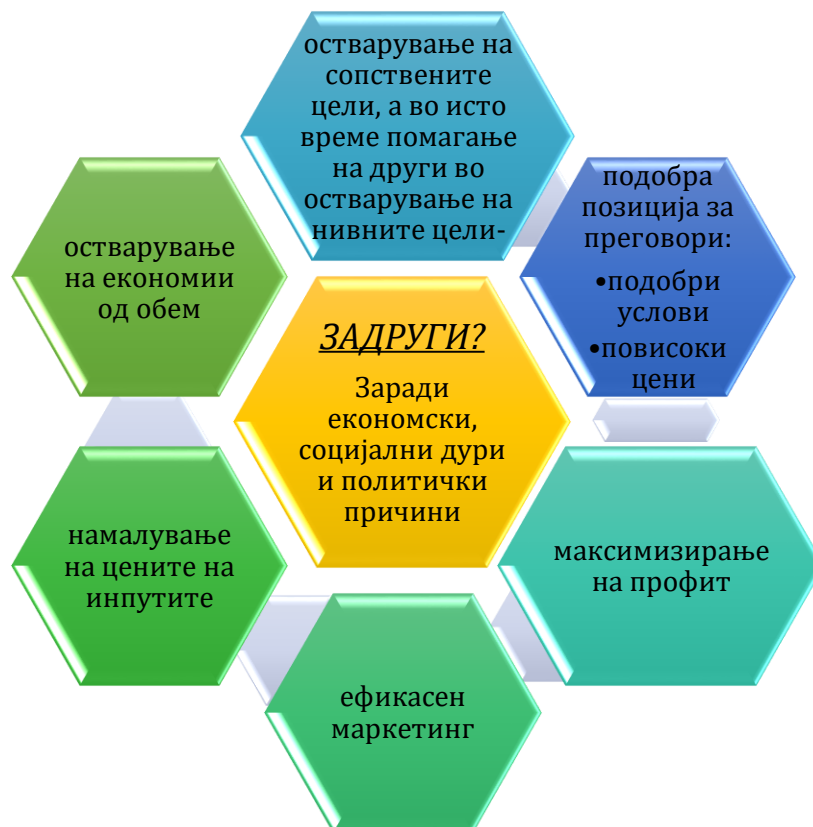 остварување на
сопствените
цели, а во исто
време помагање
на други во
остварување на
нивните цели-
подобра
позиција за
преговори:
•подобри
услови
•повисоки
цени
остварување
на економии
од обем
ЗАДРУГИ?
Заради
економски,
социјални дури
и политички
причини
намалување
на цените на
инпутите
максимизирање
на профит
ефикасен
маркетинг